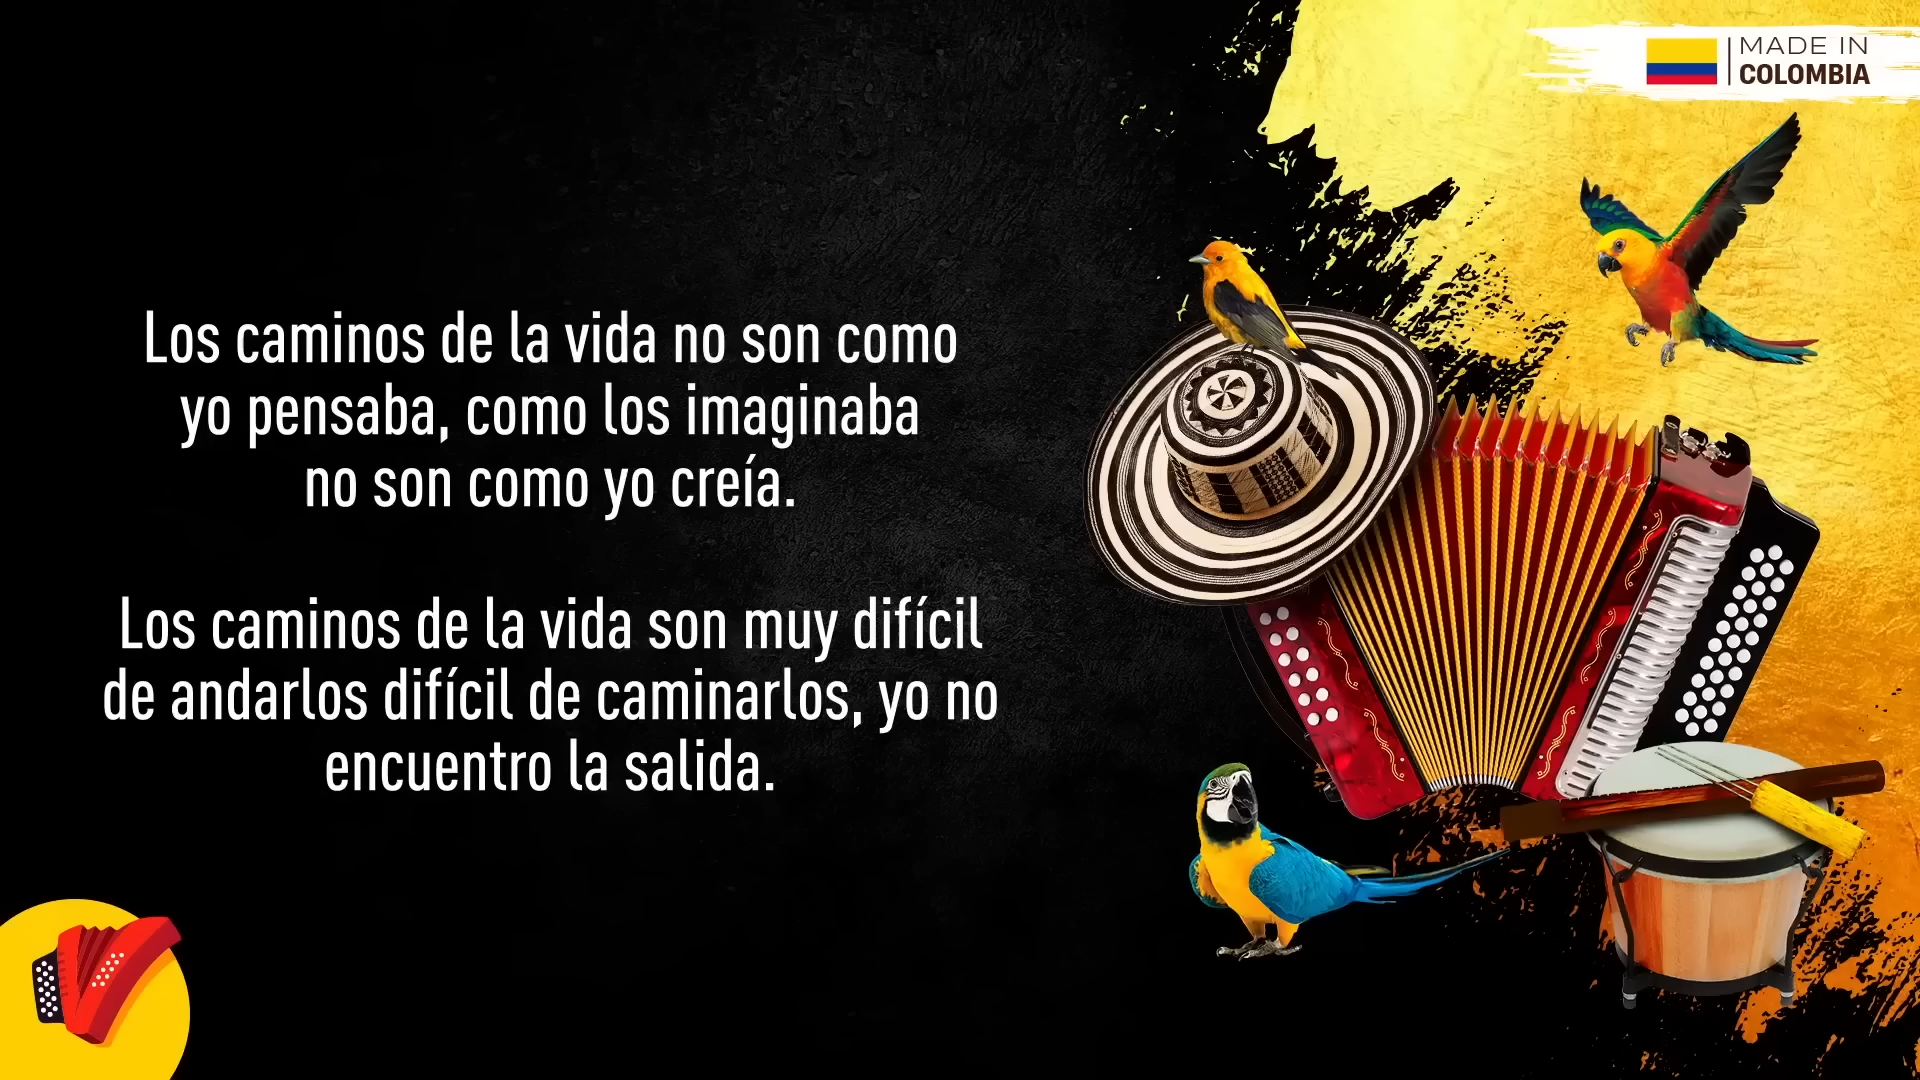 MADE IN
COLOMBIA
Los caminos de la vida no son como
yo pensaba, como los imaginaba
no son como yo creía.
Los caminos de la vida son muy difícil
de andarlos difícil de caminarlos, yo no
encuentro la salida.